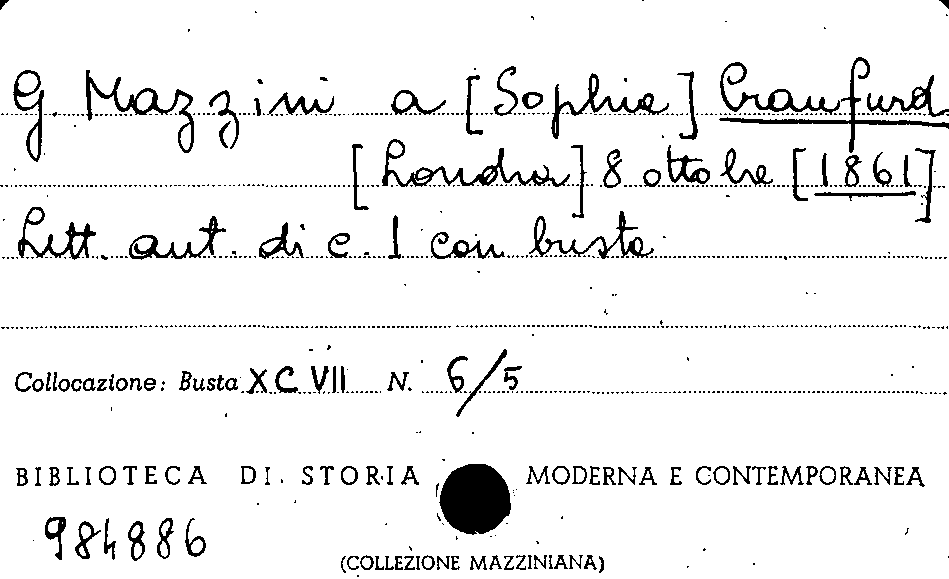 G. Mazzini a [Sophie] Craufurd
[Londra] 8 ottobre [1861]
Lett. aut. di c. 1 con busta
Collocazione: Busta XCVII N. 6/5
BIBLIOTECA DI STORIA MODERNA E CONTEMPORANEA
984886
(COLLEZIONE MAZZINIANA)